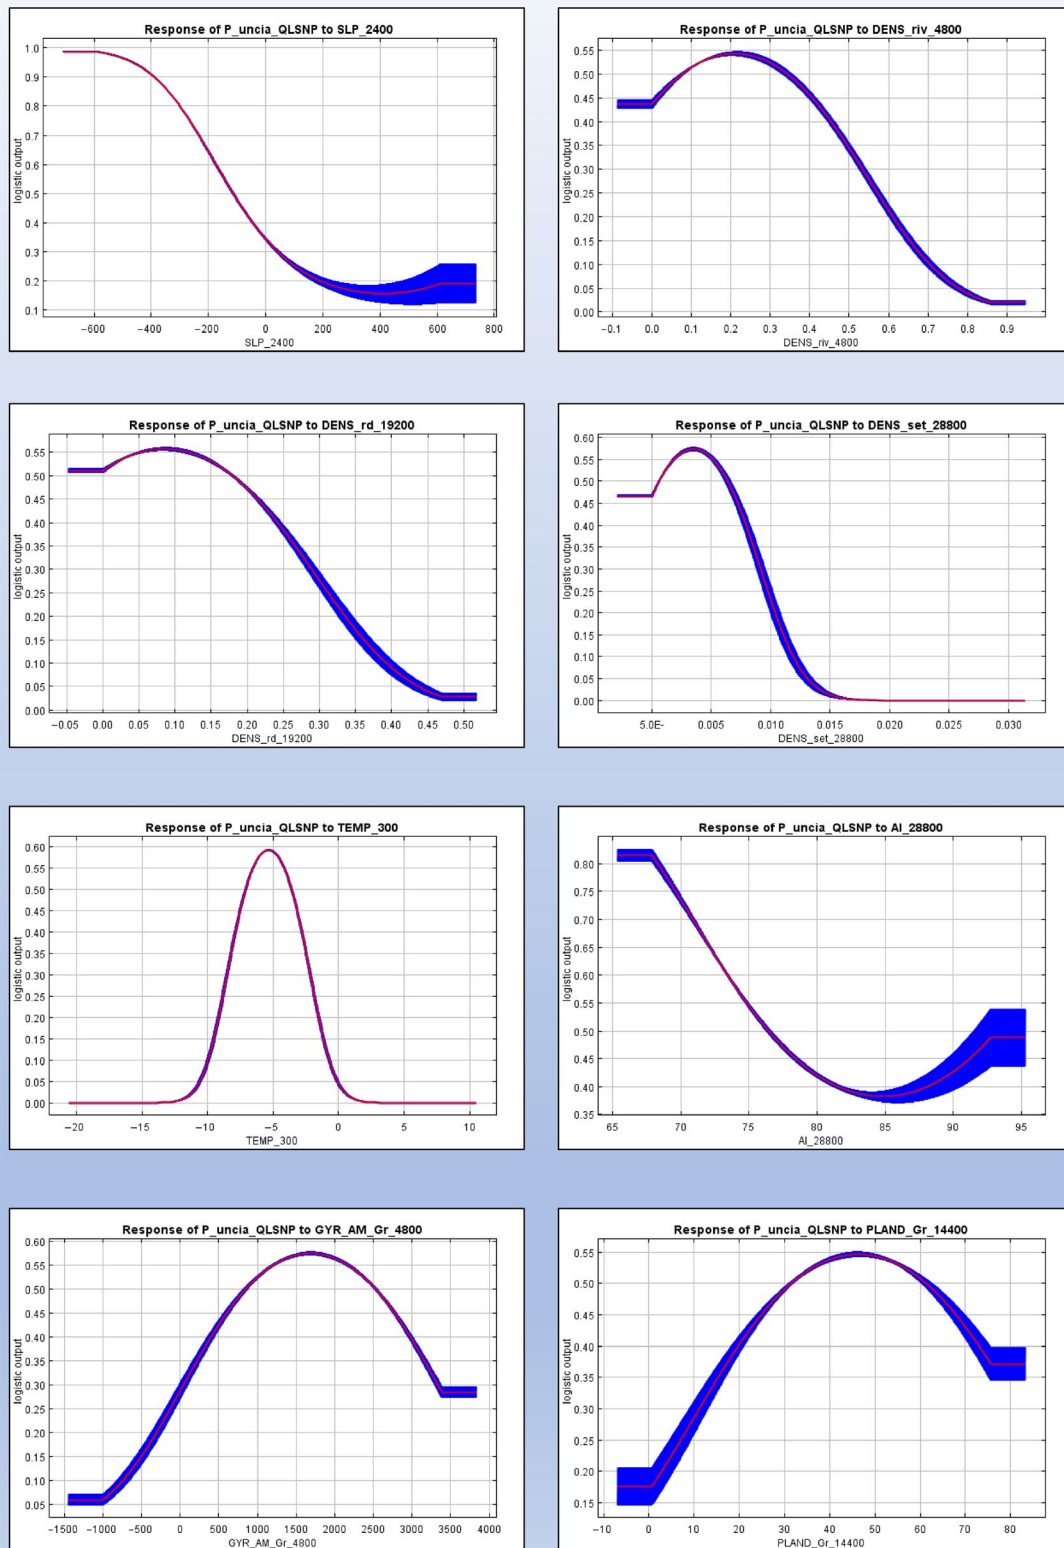 Response of P_uncia_QLSNP to SLP_2400
1.0
0.9
0.8
0.7
0.6
0.5
0.4
0.3
0.2
0.1
logistic output
−600 −400 −200 0 200 400 600 800
SLP_2400
Response of P_uncia_QLSNP to DENS_riv_4800
0.55
0.50
0.45
0.40
0.35
0.30
0.25
0.20
0.15
0.10
0.05
0.00
logistic output
−0.1 0.0 0.1 0.2 0.3 0.4 0.5 0.6 0.7 0.8 0.9
DENS_riv_4800
Response of P_uncia_QLSNP to DENS_rd_19200
0.55
0.50
0.45
0.40
0.35
0.30
0.25
0.20
0.15
0.10
0.05
0.00
logistic output
−0.05 0.00 0.05 0.10 0.15 0.20 0.25 0.30 0.35 0.40 0.45 0.50
DENS_rd_19200
Response of P_uncia_QLSNP to DENS_set_28800
0.60
0.55
0.50
0.45
0.40
0.35
0.30
0.25
0.20
0.15
0.10
0.05
0.00
logistic output
5.0E- 0.005 0.010 0.015 0.020 0.025 0.030
DENS_set_28800
Response of P_uncia_QLSNP to TEMP_300
0.60
0.55
0.50
0.45
0.40
0.35
0.30
0.25
0.20
0.15
0.10
0.05
0.00
logistic output
−20 −15 −10 −5 0 5 10
TEMP_300
Response of P_uncia_QLSNP to AI_28800
0.80
0.75
0.70
0.65
0.60
0.55
0.50
0.45
0.40
0.35
logistic output
65 70 75 80 85 90 95
AI_28800
Response of P_uncia_QLSNP to GYR_AM_Gr_4800
0.60
0.55
0.50
0.45
0.40
0.35
0.30
0.25
0.20
0.15
0.10
0.05
logistic output
−1500 −1000 −500 0 500 1000 1500 2000 2500 3000 3500 4000
GYR_AM_Gr_4800
Response of P_uncia_QLSNP to PLAND_Gr_14400
0.55
0.50
0.45
0.40
0.35
0.30
0.25
0.20
0.15
logistic output
−10 0 10 20 30 40 50 60 70 80
PLAND_Gr_14400